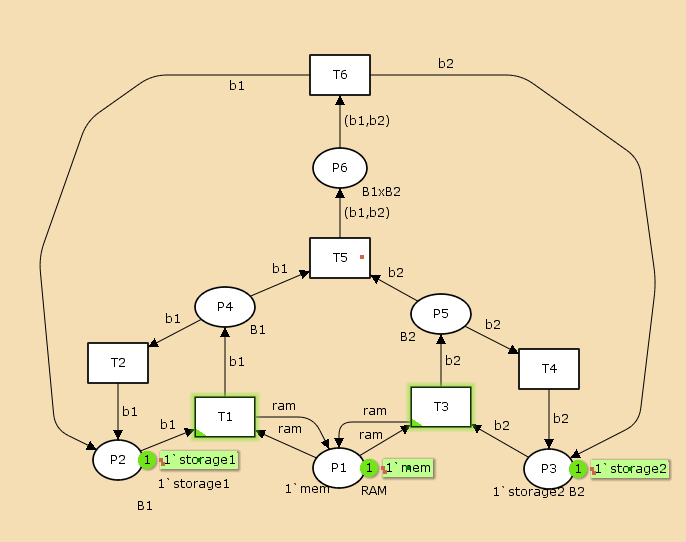 b2
T6
b1
(b1,b2)
P6
B1xB2
(b1,b2)
T5
b1
b2
P4
P5
b1
B1
B2
b2
T2
b1
b2
T4
ram
T3
b1
b1
T1
ram
ram
ram
b2
b2
P2
1
1`storage1
P1
1
1`mem
P3
1
1`storage2
1`storage1
1`mem
RAM
1`storage2
B2
B1